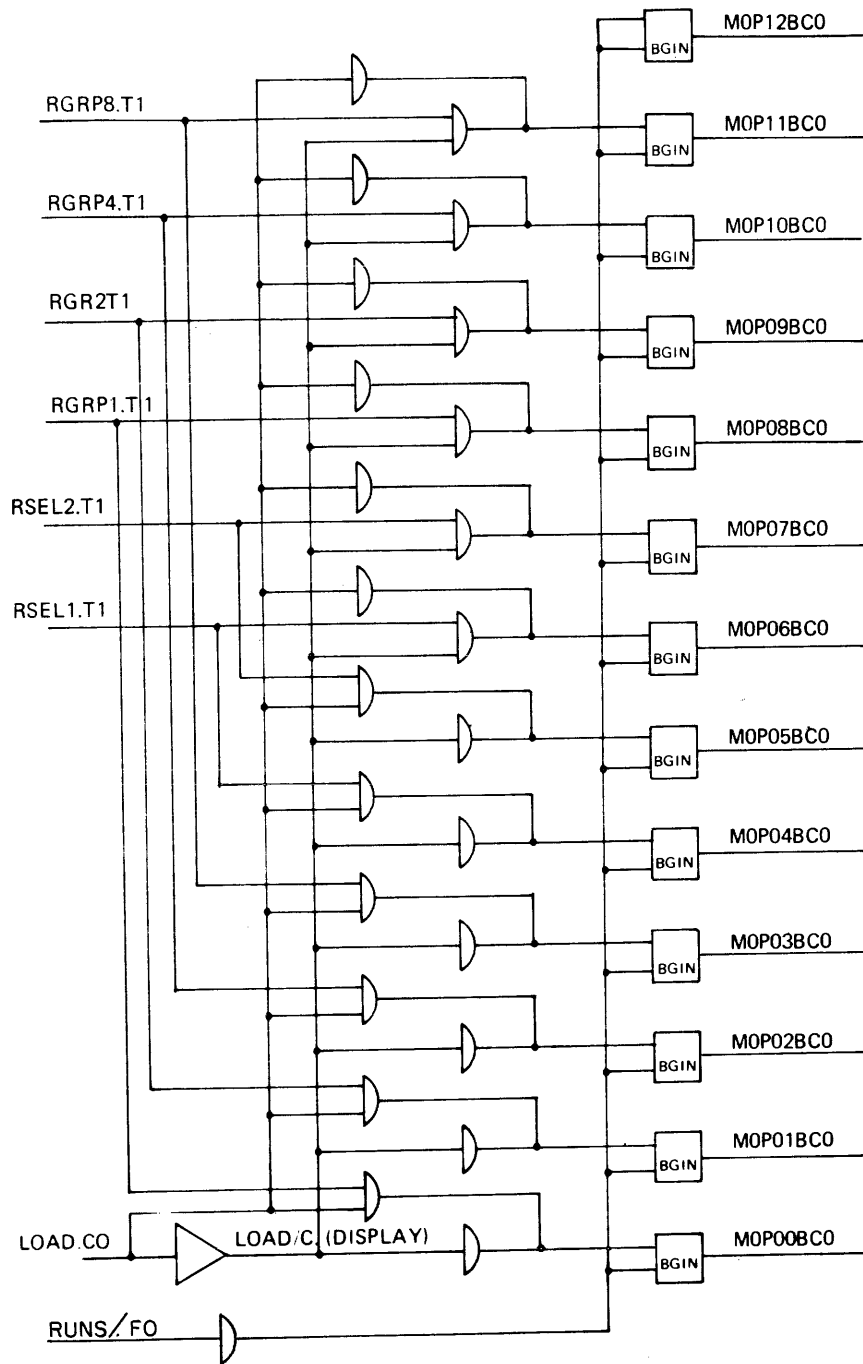 M0P12BC0
BGIN
RGRP8.T1
M0P11BC0
BGIN
RGRP4.T1
M0P10BC0
BGIN
RGR2T1
M0P09BC0
BGIN
RGRP1.T1
M0P08BC0
BGIN
RSEL2.T1
M0P07BC0
BGIN
RSEL1.T1
M0P06BC0
BGIN
M0P05BC0
BGIN
M0P04BC0
BGIN
M0P03BC0
BGIN
M0P02BC0
BGIN
M0P01BC0
BGIN
LOAD.CO
LOAD/C. (DISPLAY)
M0P00BC0
BGIN
RUNS/.FO